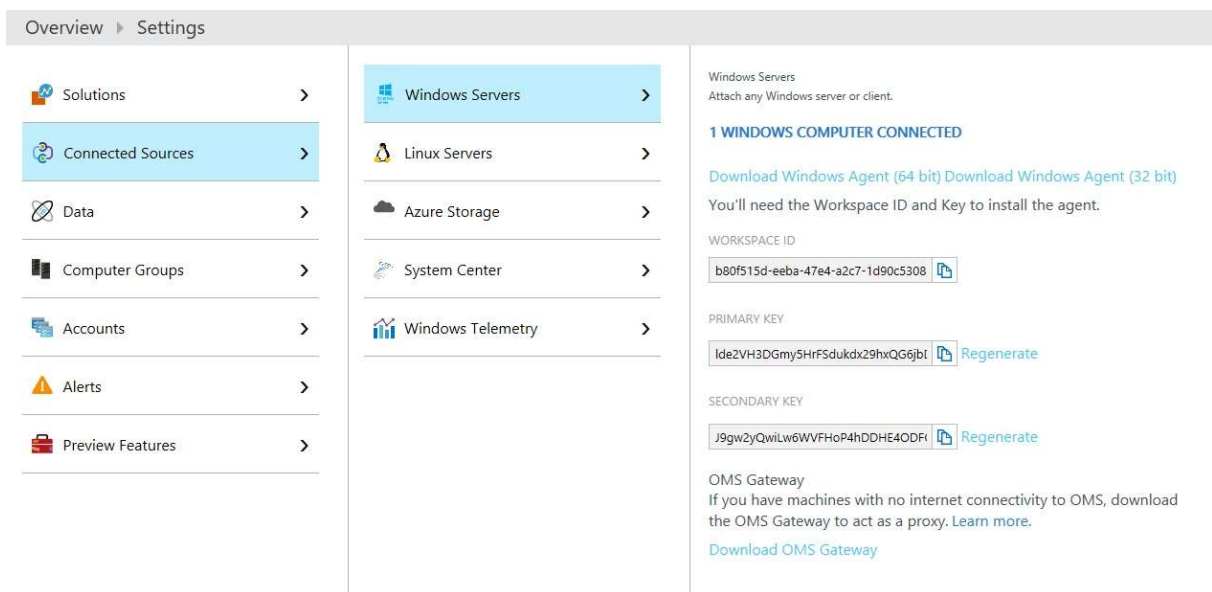 Overview Settings
Solutions
Connected Sources
Data
Computer Groups
Accounts
Alerts
Preview Features
Windows Servers
Linux Servers
Azure Storage
System Center
Windows Telemetry
Windows Servers
Attach any Windows server or client.
1 WINDOWS COMPUTER CONNECTED
Download Windows Agent (64 bit) Download Windows Agent (32 bit)
You'll need the Workspace ID and Key to install the agent.
WORKSPACE ID
b80f515d-eeba-47e4-a2c7-1d90c5308
PRIMARY KEY
Regenerate
SECONDARY KEY
Regenerate
OMS Gateway
If you have machines with no internet connectivity to OMS, download
the OMS Gateway to act as a proxy. Learn more.
Download OMS Gateway